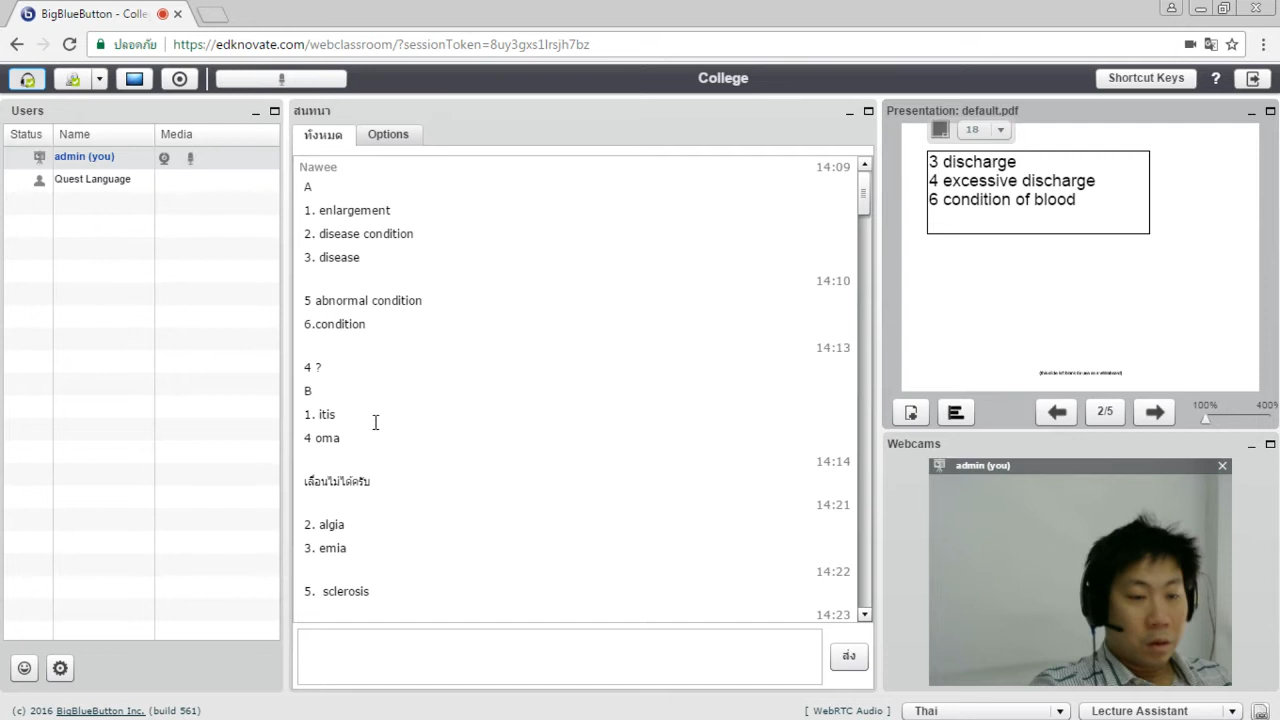 BigBlueButton - Colle
ปลอดภัย
https://edknovate.com/webclassroom/?sessionToken=8uy3gxs1lrsjh7bz
College
Shortcut Keys
?
Users
Status Name Media
admin (you)
Quest Language
สนทนา
ทั้งหมด Options
Nawee 14:09
A
1. enlargement
2. disease condition
3. disease
14:10
5 abnormal condition
6.condition
14:13
4 ?
B
1. itis
4 oma
14:14
เลื่อนไม่ได้ครับ
14:21
2. algia
3. emia
14:22
5. sclerosis
14:23
ส่ง
Presentation: default.pdf
18
3 discharge
4 excessive discharge
6 condition of blood
2/5
100% 400%
Webcams
admin (you)
(c) 2016 BigBlueButton Inc. (build 561)
[ WebRTC Audio ]
Thai
Lecture Assistant